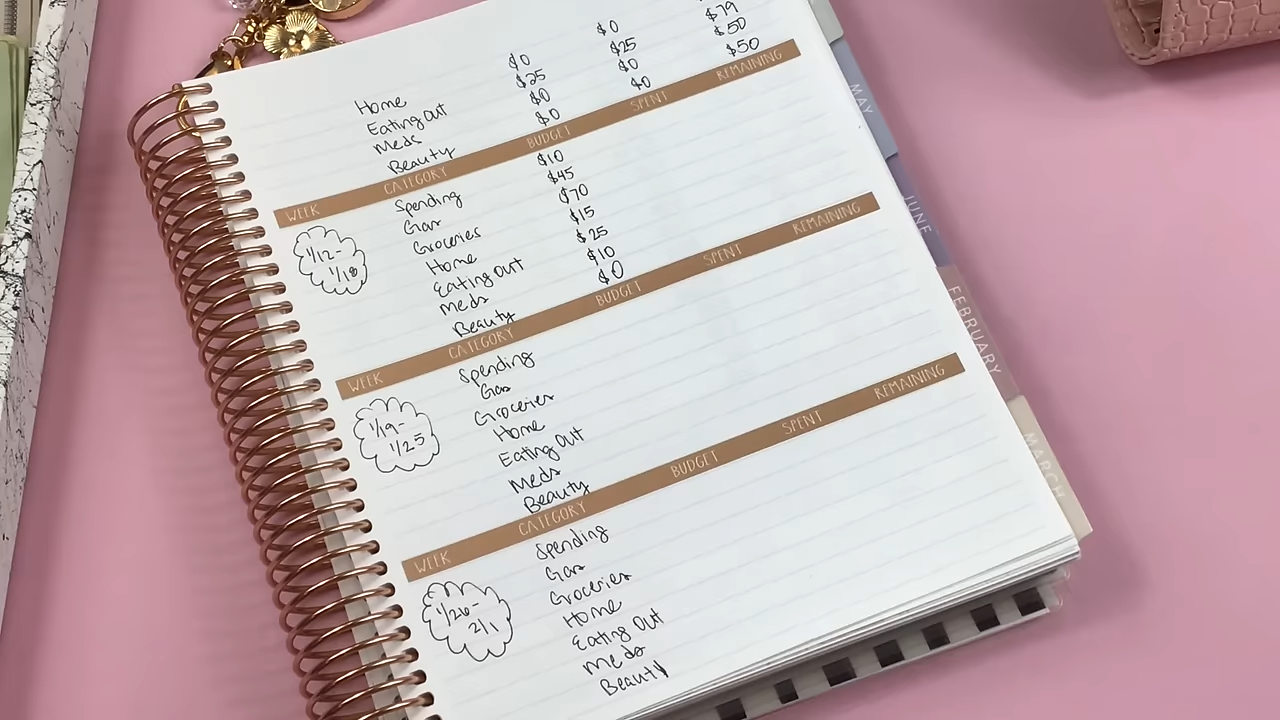 Home $0 $0
Eating out $25 $25 $79
Meds $0 $0 $50
Beauty $0 $0 $50
WEEK CATEGORY BUDGET SPENT REMAINING
1/12-
1/18
Spending $10
Gas $45
Groceries $70
Home $15
Eating out $25
Meds $10
Beauty $0
WEEK CATEGORY BUDGET SPENT REMAINING
1/19-
1/25
Spending
Gas
Groceries
Home
Eating out
Meds
Beauty
WEEK CATEGORY BUDGET SPENT REMAINING
1/26-
2/1
Spending
Gas
Groceries
Home
Eating out
Meds
Beauty
MAY
JUNE
FEBRUARY
MARCH